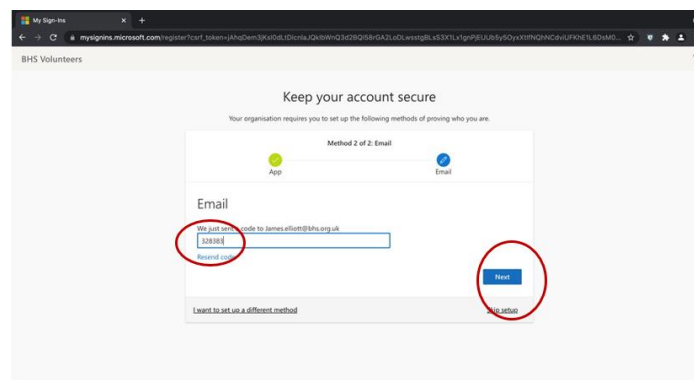 My Sign-Ins
mysignins.microsoft.com
BHS Volunteers
Keep your account secure
Your organisation requires you to set up the following methods of proving who you are.
Method 2 of 2: Email
App
Email
Email
We just sent a code to James.elliott@bhs.org.uk
328383
Resend code
Next
I want to set up a different method
Skip setup